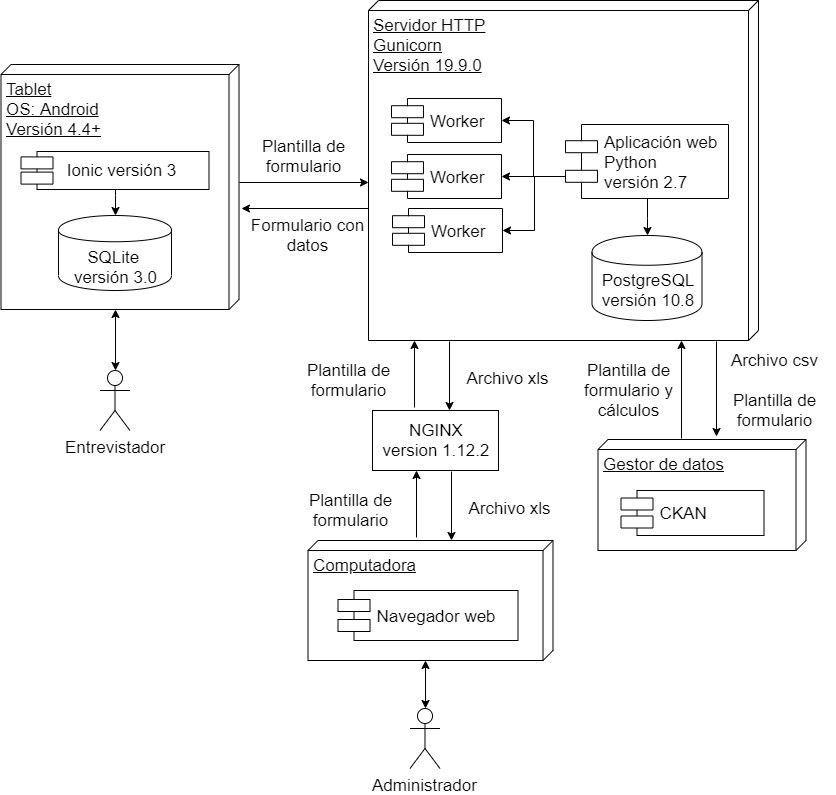 Servidor HTTP
Gunicorn
Versión 19.9.0
Tablet
OS: Android
Versión 4.4+
Ionic versión 3
SQLite
versión 3.0
Plantilla de
formulario
Formulario con
datos
Worker
Worker
Worker
Aplicación web
Python
versión 2.7
PostgreSQL
versión 10.8
Entrevistador
Plantilla de
formulario
Archivo xls
Plantilla de
formulario y
cálculos
Archivo csv
Plantilla de
formulario
NGINX
version 1.12.2
Gestor de datos
CKAN
Plantilla de
formulario
Archivo xls
Computadora
Navegador web
Administrador